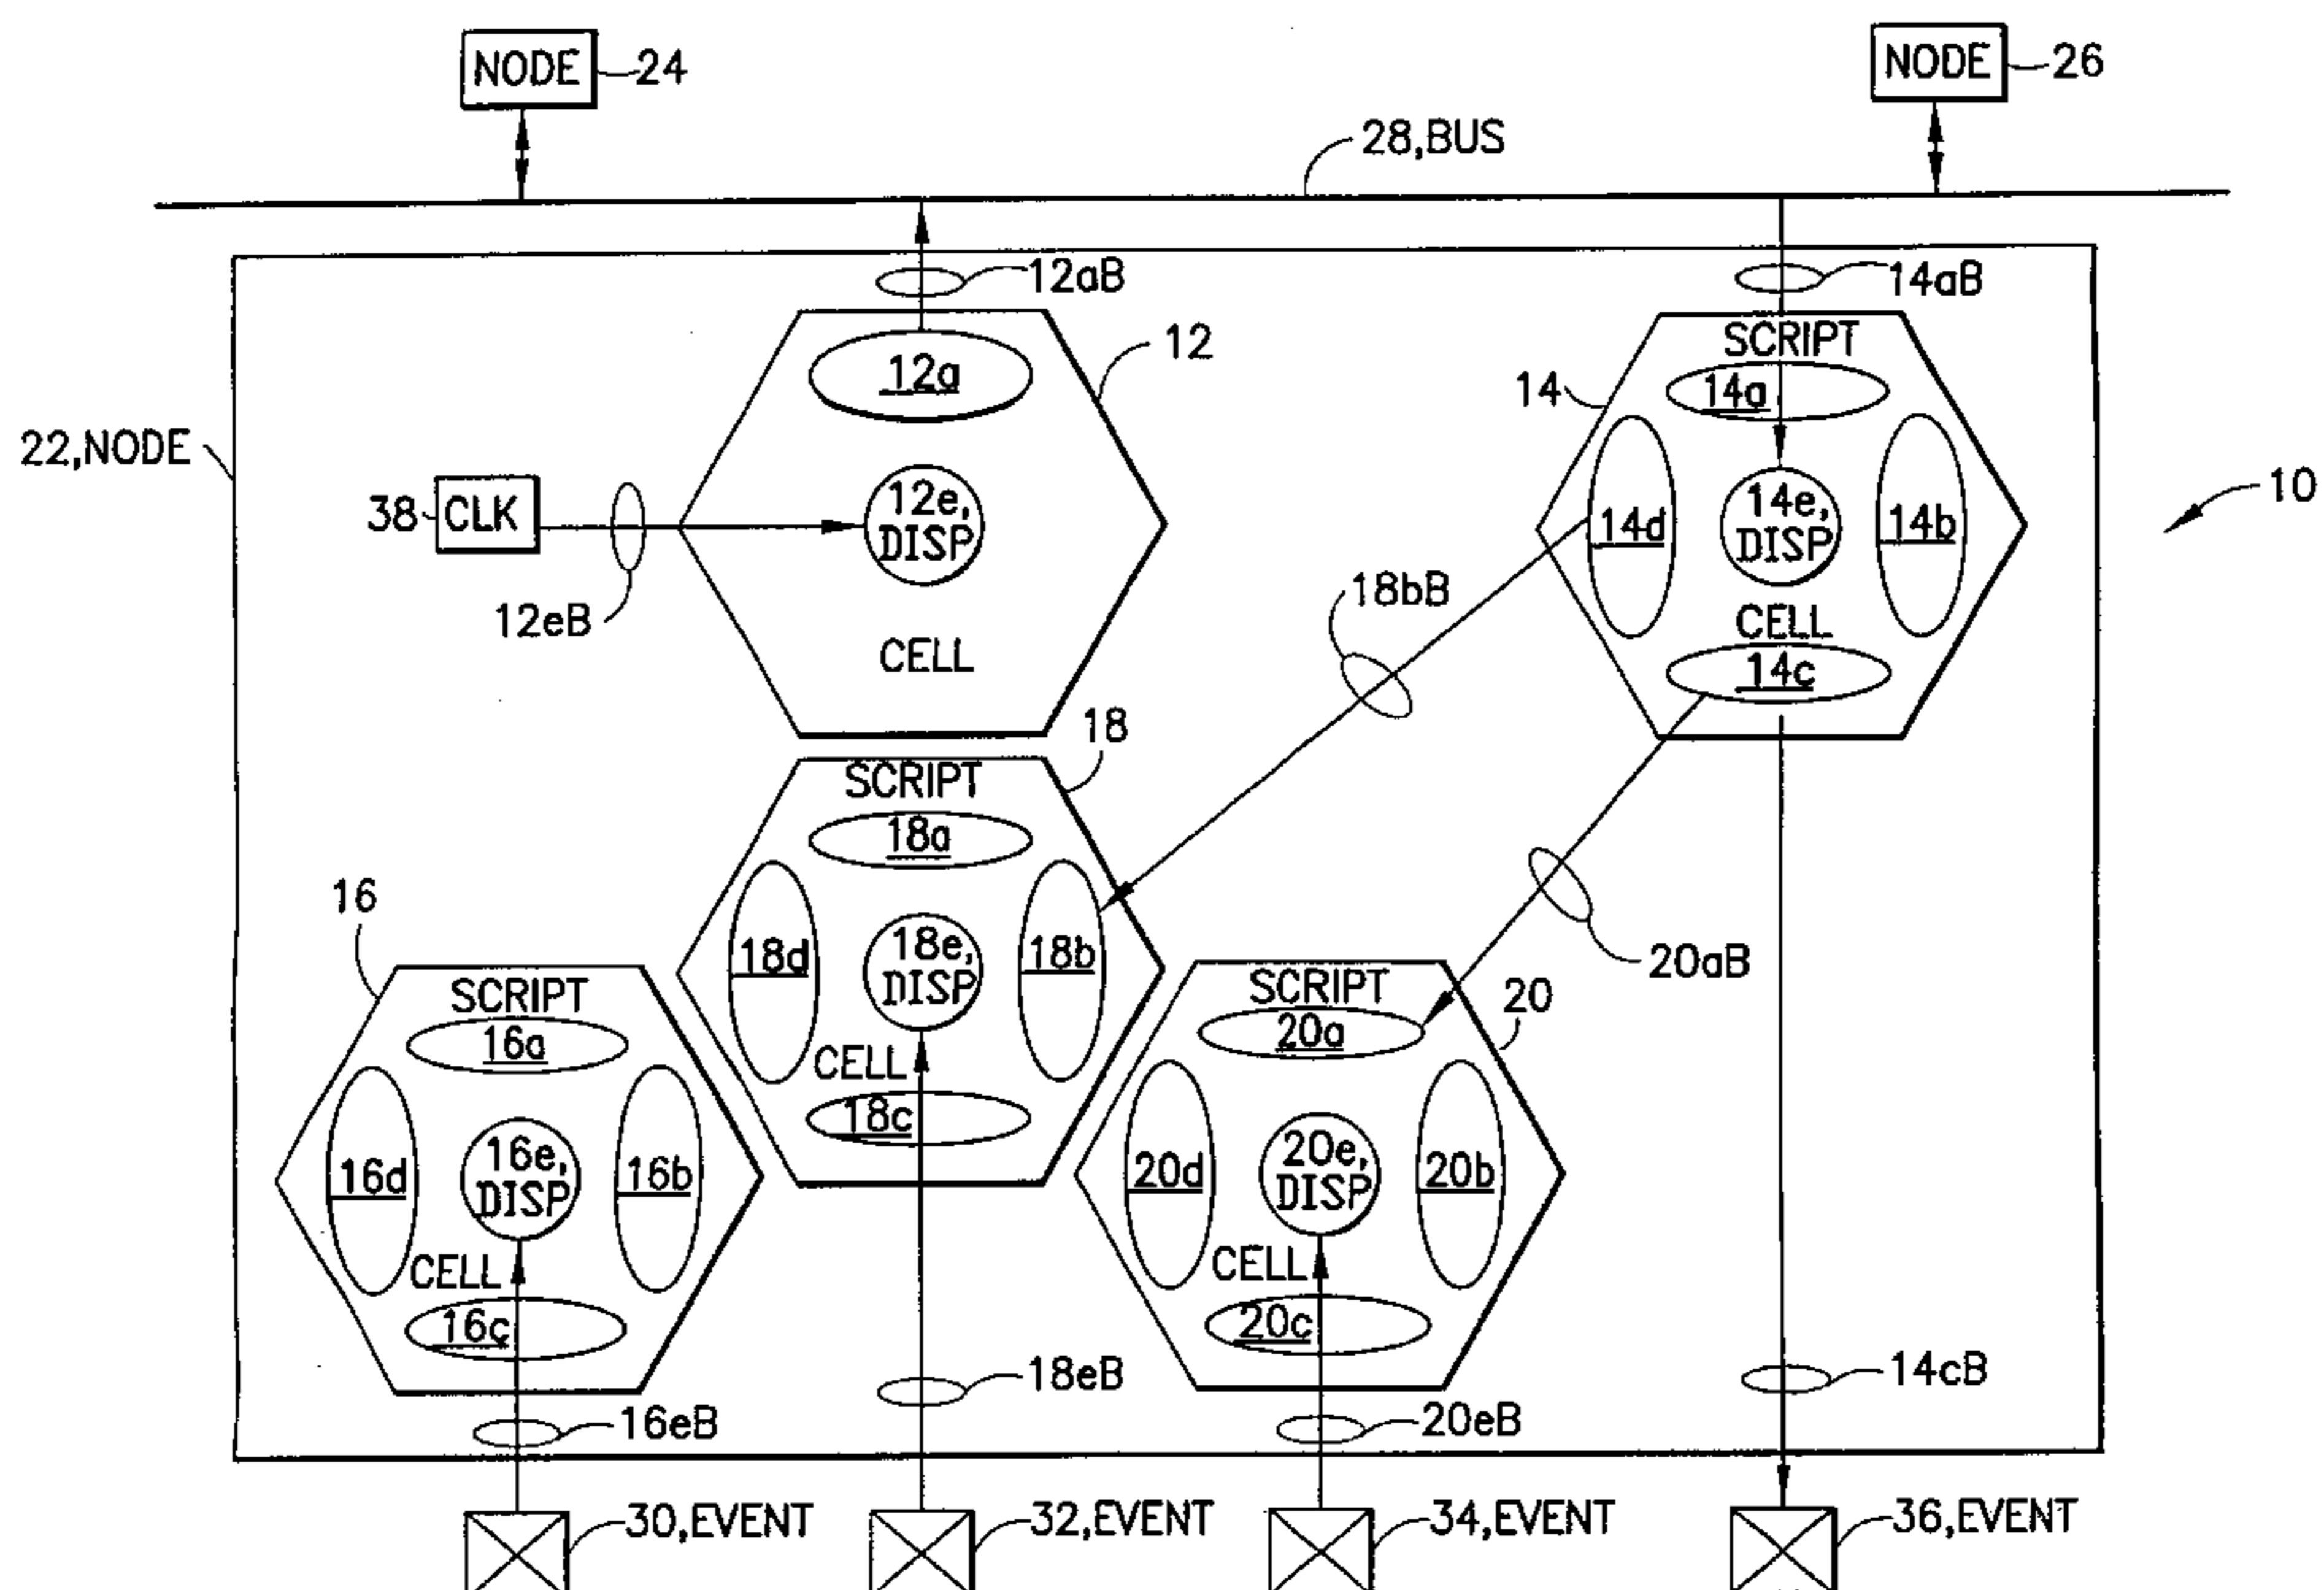 NODE
24
NODE
26
28,BUS
12aB
14aB
12
SCRIPT
12a
14
14a
22,NODE
38
CLK
12e,
DISP
14d
14e,
DISP
14b
10
12eB
18bB
CELL
CELL
14c
18
SCRIPT
18a
16
18d
18e,
DISP
18b
20aB
SCRIPT
SCRIPT
20
16a
20a
CELL
18c
16d
16e,
DISP
16b
20d
20e,
DISP
20b
CELL
CELL
16c
20c
18eB
14cB
16eB
20eB
30,EVENT
32,EVENT
34,EVENT
36,EVENT